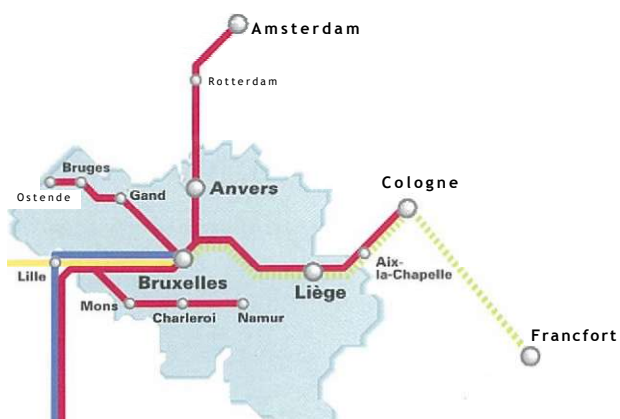 Amsterdam
Rotterdam
Bruges
Ostende
Gand
Anvers
Cologne
Lille
Bruxelles
Liège
Aix-
la-Chapelle
Mons
Charleroi
Namur
Francfort